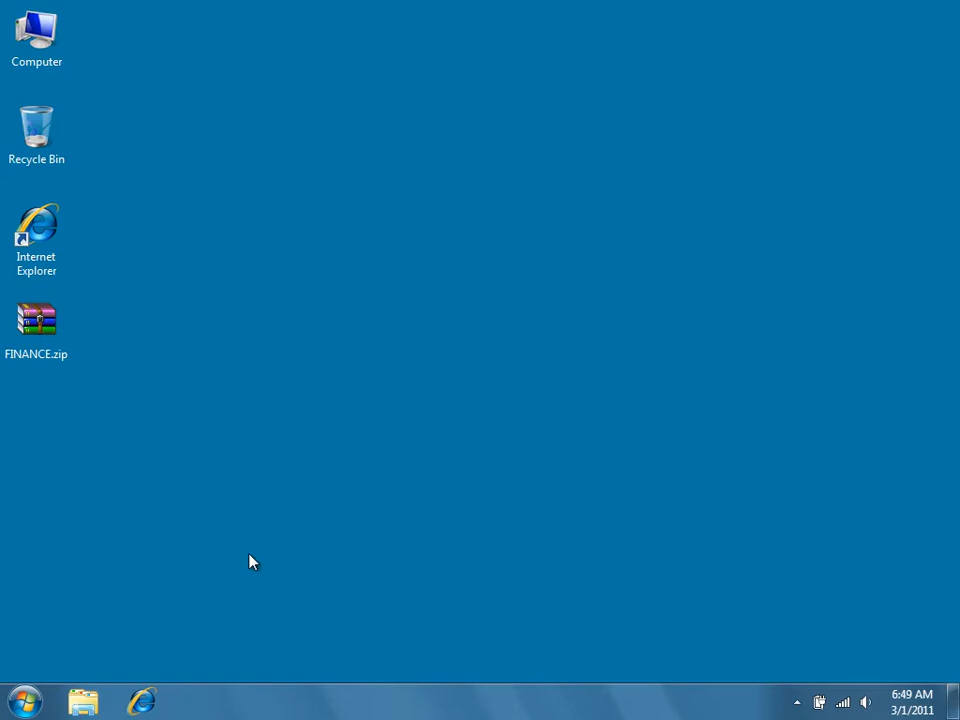 Computer
Recycle Bin
Internet
Explorer
FINANCE.zip
6:49 AM
3/1/2011